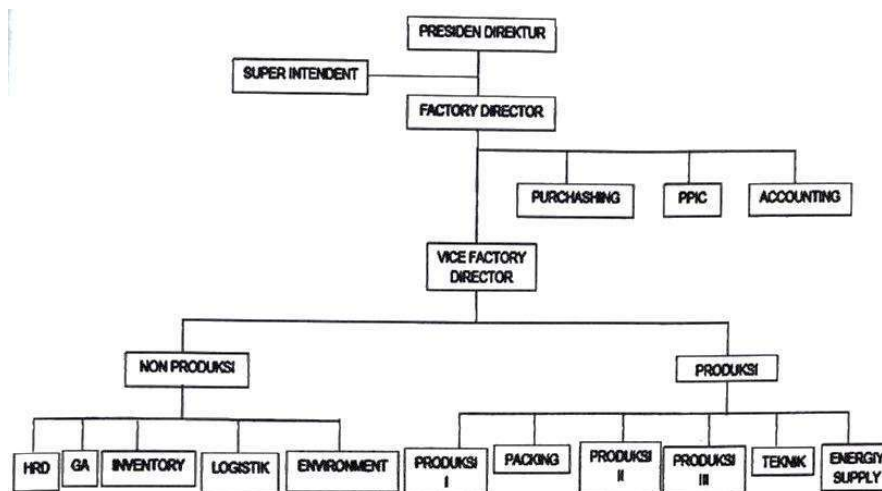 PRESIDEN DIREKTUR
SUPER INTENDENT
FACTORY DIRECTOR
PURCHASHING
PPIC
ACCOUNTING
VICE FACTORY
DIRECTOR
NON PRODUKSI
PRODUKSI
HRD
GA
INVENTORY
LOGISTIK
ENVIRONMENT
PRODUKSI
I
PACKING
PRODUKSI
II
PRODUKSI
III
TEKNIK
ENERGIY
SUPPLY